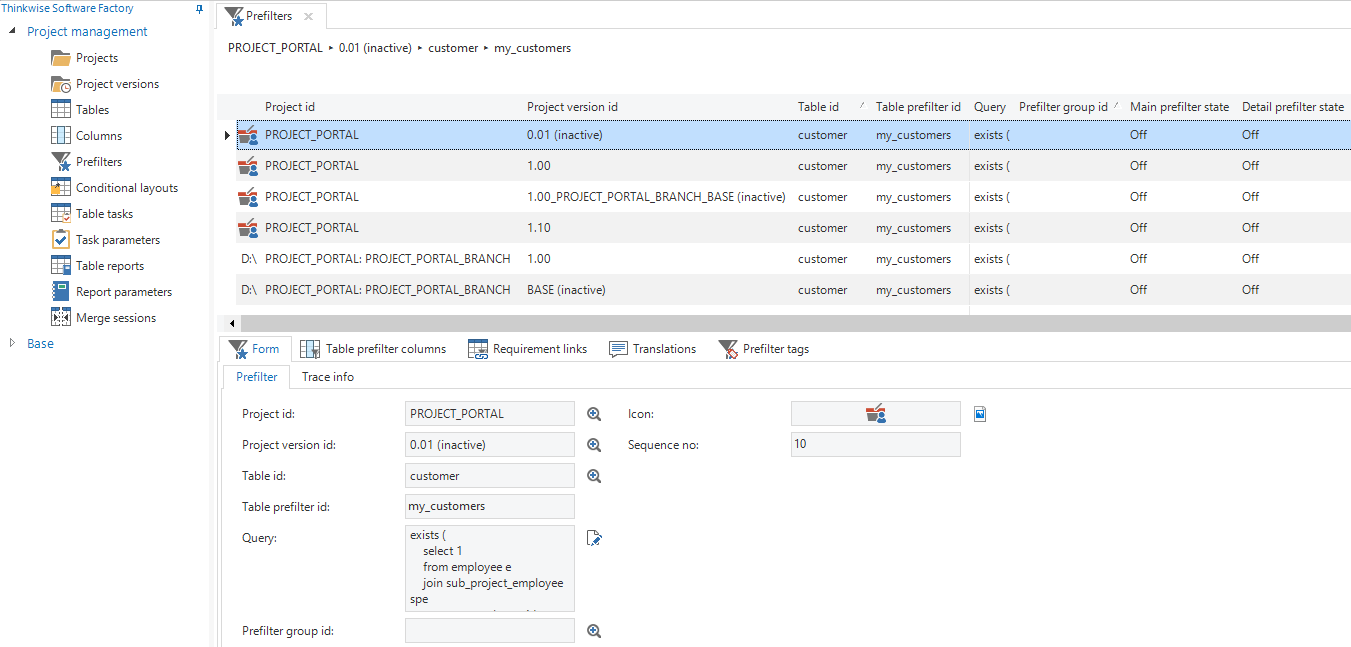 Thinkwise Software Factory
Project management
Projects
Project versions
Tables
Columns
Prefilters
Conditional layouts
Table tasks
Task parameters
Table reports
Report parameters
Merge sessions
Base
Prefilters
PROJECT_PORTAL ▸ 0.01 (inactive) ▸ customer ▸ my_customers
Project id Project version id Table id Table prefilter id Query Prefilter group id Main prefilter state Detail prefilter state
PROJECT_PORTAL 0.01 (inactive) customer my_customers exists ( Off Off
PROJECT_PORTAL 1.00 customer my_customers exists ( Off Off
PROJECT_PORTAL 1.00_PROJECT_PORTAL_BRANCH_BASE (inactive) customer my_customers exists ( Off Off
PROJECT_PORTAL 1.10 customer my_customers exists ( Off Off
D:\ PROJECT_PORTAL: PROJECT_PORTAL_BRANCH 1.00 customer my_customers exists ( Off Off
D:\ PROJECT_PORTAL: PROJECT_PORTAL_BRANCH BASE (inactive) customer my_customers exists ( Off Off
Form Table prefilter columns Requirement links Translations Prefilter tags
Prefilter Trace info
Project id: PROJECT_PORTAL Icon:
Project version id: 0.01 (inactive) Sequence no: 10
Table id: customer
Table prefilter id: my_customers
Query: exists (
select 1
from employee e
join sub_project_employee
spe
Prefilter group id: